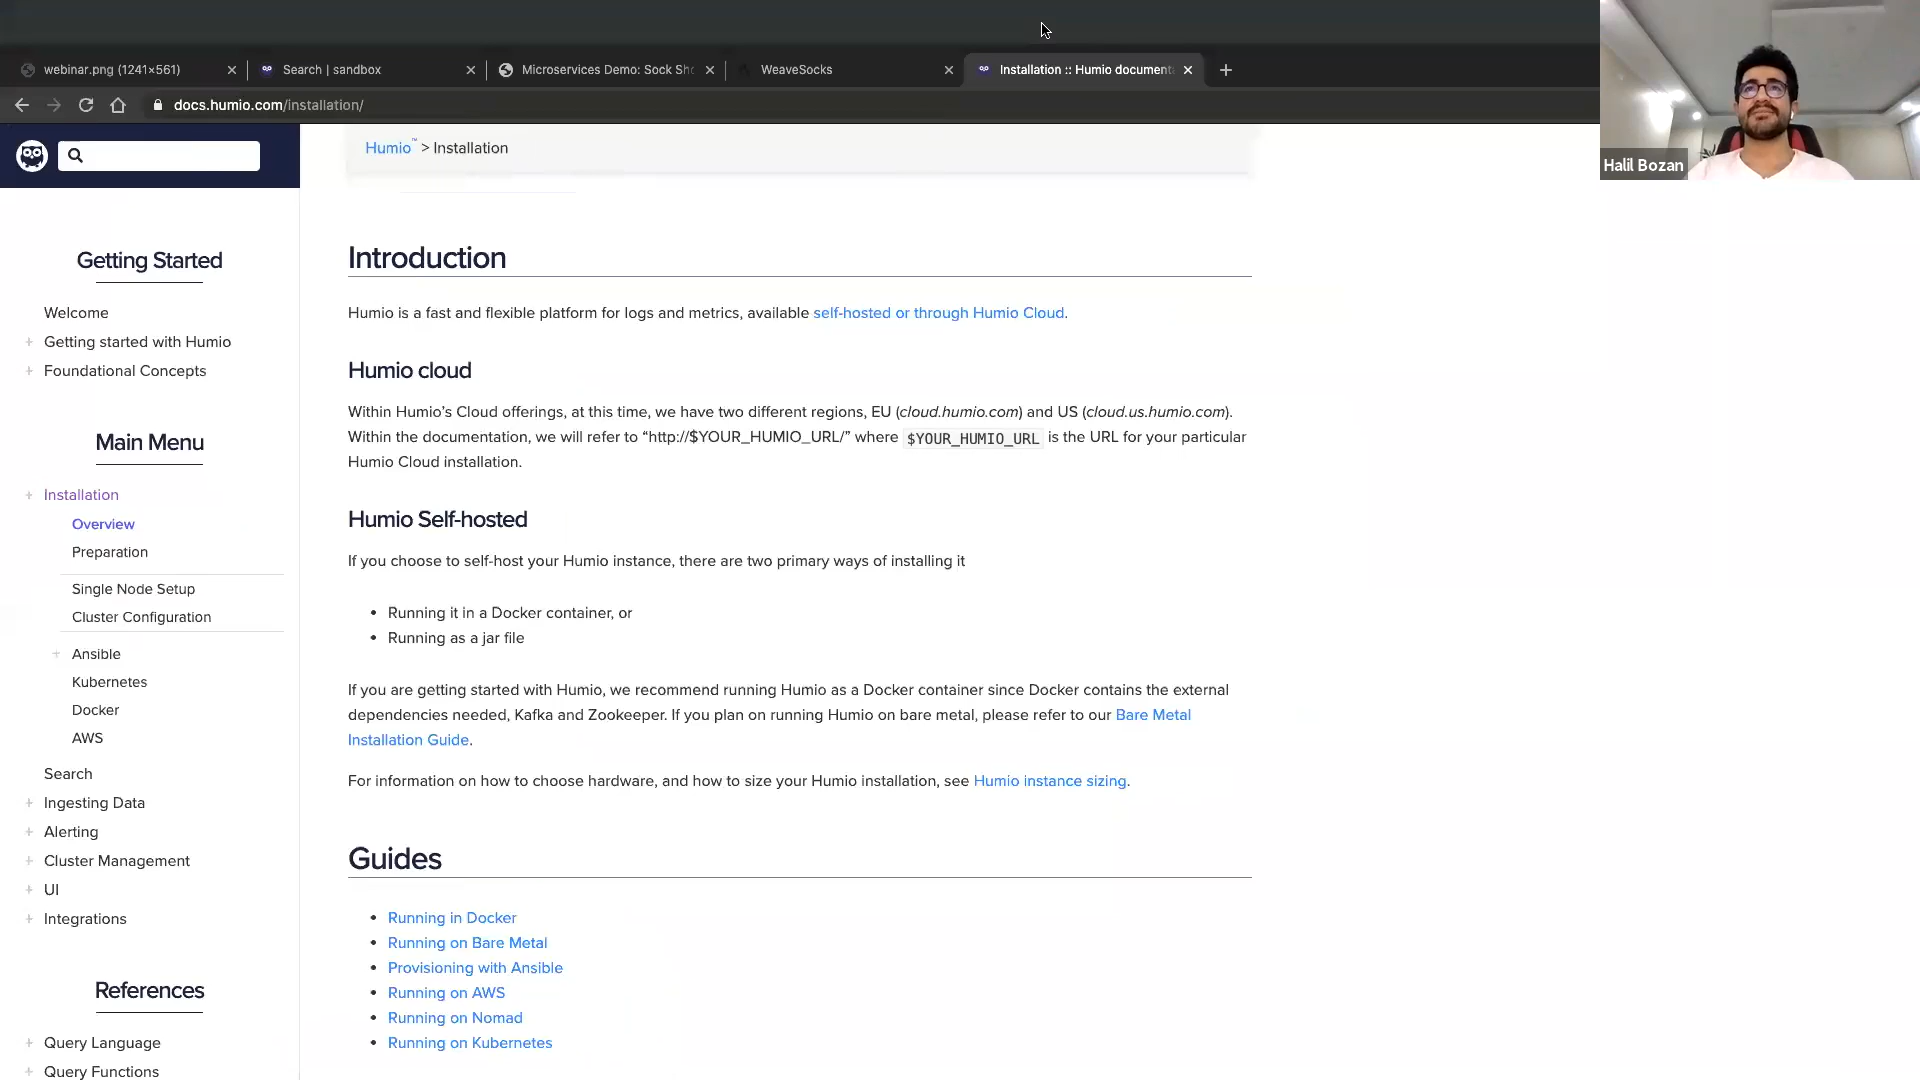 webinar.png (1241×561)
Search | sandbox
Microservices Demo: Sock Sho
WeaveSocks
Installation :: Humio document
docs.humio.com/installation/
Halil Bozan
Humio™ > Installation
Getting Started
Welcome
Getting started with Humio
Foundational Concepts
Main Menu
Installation
Overview
Preparation
Single Node Setup
Cluster Configuration
Ansible
Kubernetes
Docker
AWS
Search
Ingesting Data
Alerting
Cluster Management
UI
Integrations
References
Query Language
Query Functions
Introduction
Humio is a fast and flexible platform for logs and metrics, available self-hosted or through Humio Cloud.
Humio cloud
Within Humio’s Cloud offerings, at this time, we have two different regions, EU (cloud.humio.com) and US (cloud.us.humio.com).
Within the documentation, we will refer to “http://$YOUR_HUMIO_URL/” where $YOUR_HUMIO_URL is the URL for your particular
Humio Cloud installation.
Humio Self-hosted
If you choose to self-host your Humio instance, there are two primary ways of installing it
• Running it in a Docker container, or
• Running as a jar file
If you are getting started with Humio, we recommend running Humio as a Docker container since Docker contains the external
dependencies needed, Kafka and Zookeeper. If you plan on running Humio on bare metal, please refer to our Bare Metal
Installation Guide.
For information on how to choose hardware, and how to size your Humio installation, see Humio instance sizing.
Guides
• Running in Docker
• Running on Bare Metal
• Provisioning with Ansible
• Running on AWS
• Running on Nomad
• Running on Kubernetes